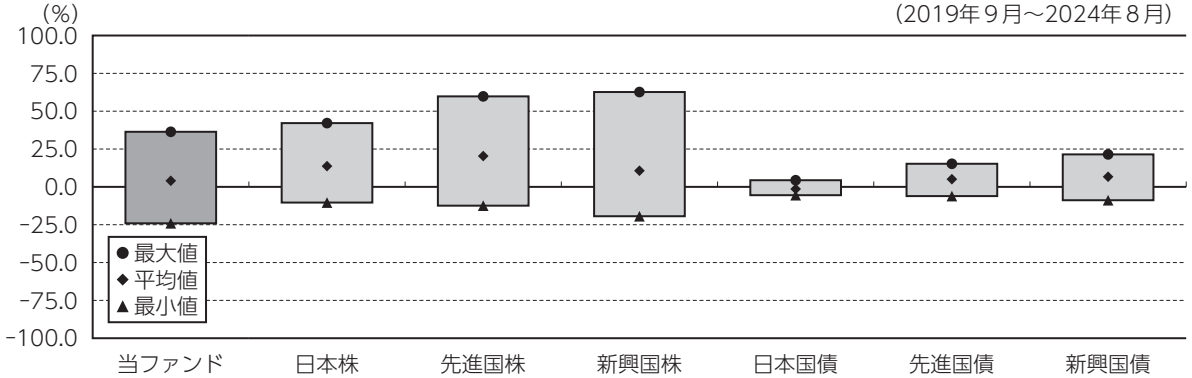 (%)
(2019年9月～2024年8月)
100.0
75.0
50.0
25.0
0.0
-25.0
-50.0
-75.0
-100.0
●最大値
◆平均値
▲最小値
当ファンド 日本株 先進国株 新興国株 日本国債 先進国債 新興国債